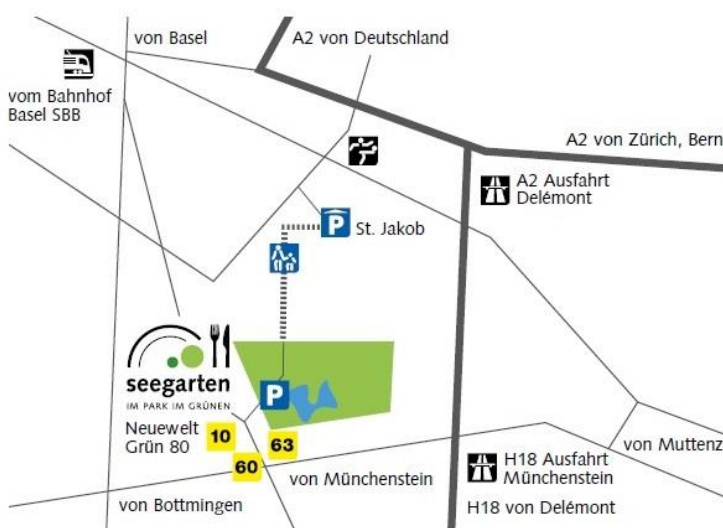 von Basel
A2 von Deutschland
vom Bahnhof
Basel SBB
A2 von Zürich, Bern
A2 Ausfahrt
Delémont
P
St. Jakob
seegarten
IM PARK IM GRÜNEN
P
Neuewelt
Grün 80
10
63
60
von Muttenz
von Münchenstein
H18 Ausfahrt
Münchenstein
von Bottmingen
H18 von Delémont